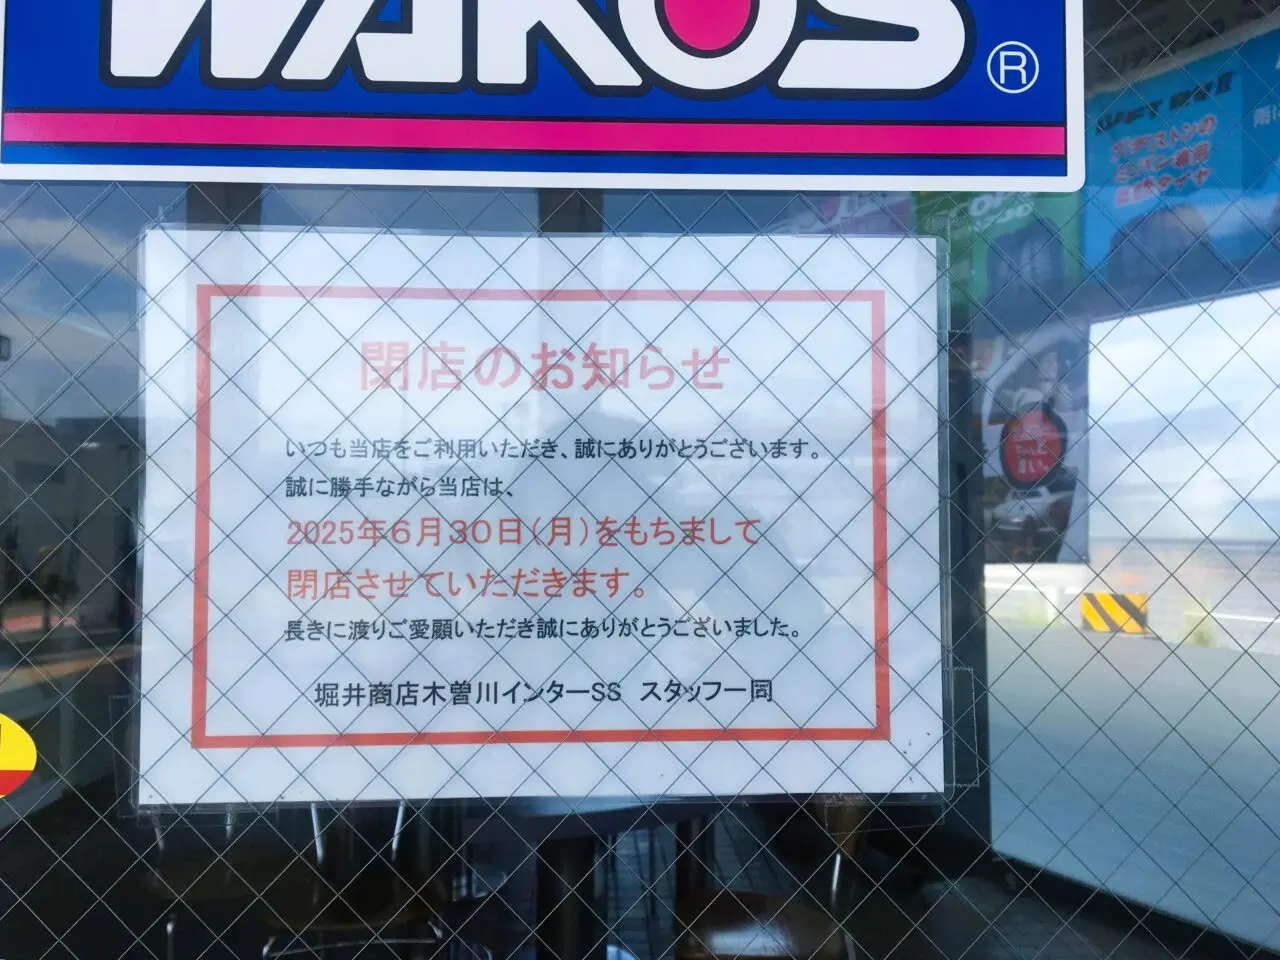 WAKO'S
®
閉店のお知らせ
いつも当店をご利用いただき、誠にありがとうございます。
誠に勝手ながら当店は、
2025年6月30日(月)をもちまして
閉店させていただきます。
長きに渡りご愛顧いただき誠にありがとうございました。
堀井商店木曽川インターSS スタッフ一同